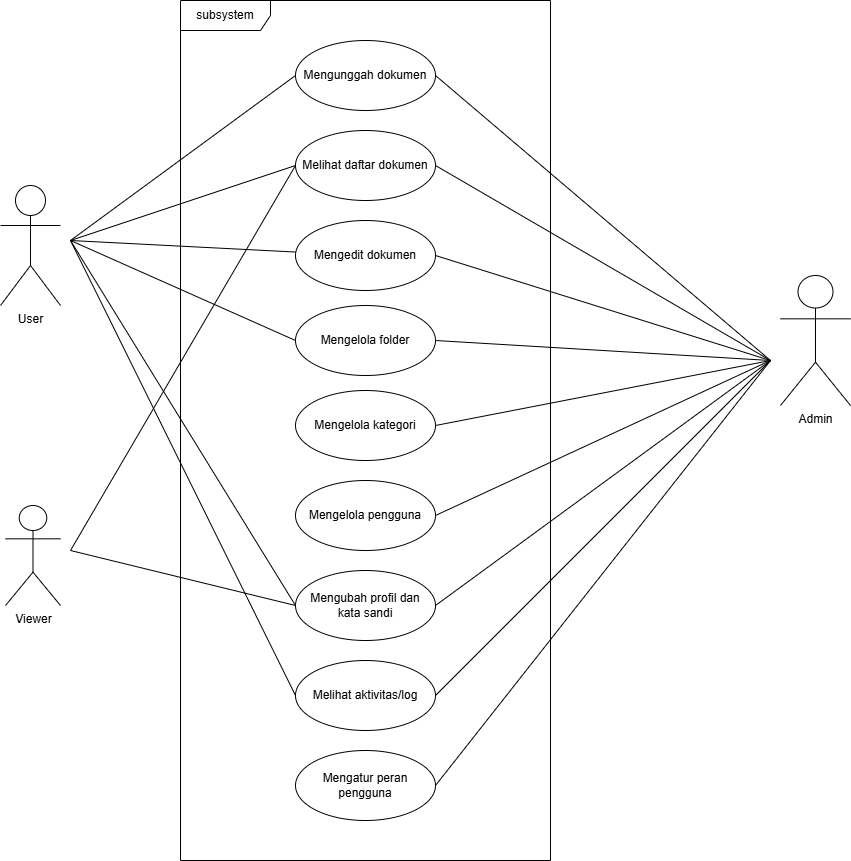 subsystem
Mengunggah dokumen
Melihat daftar dokumen
Mengedit dokumen
User
Mengelola folder
Admin
Mengelola kategori
Mengelola pengguna
Viewer
Mengubah profil dan
kata sandi
Melihat aktivitas/log
Mengatur peran
pengguna